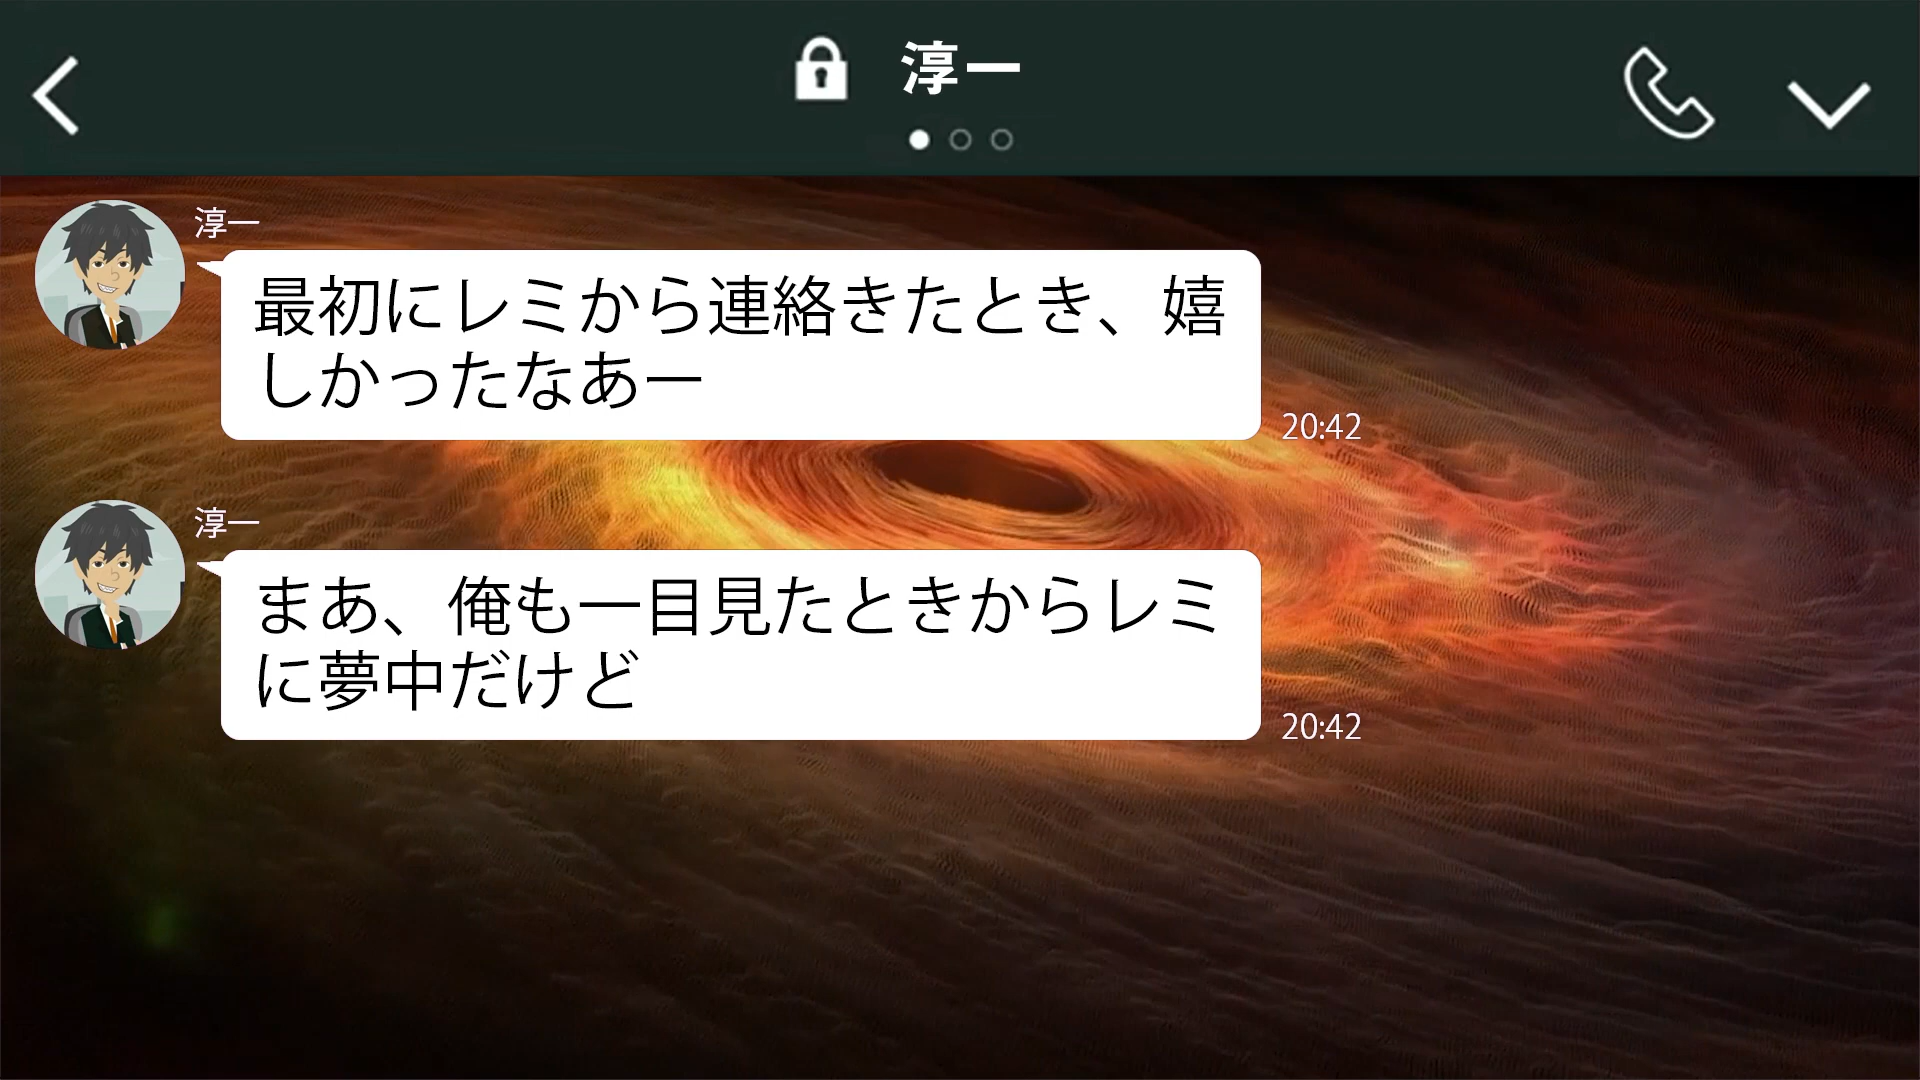 淳一
淳一
最初にレミから連絡きたとき、嬉
しかったなあー
20:42
淳一
まあ、俺も一目見たときからレミ
に夢中だけど
20:42